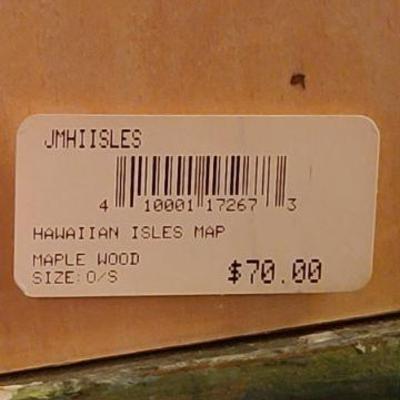 JMHIISLES
4 10001 17267 3
HAWAIIAN ISLES MAP
MAPLE WOOD
SIZE: O/S $70.00